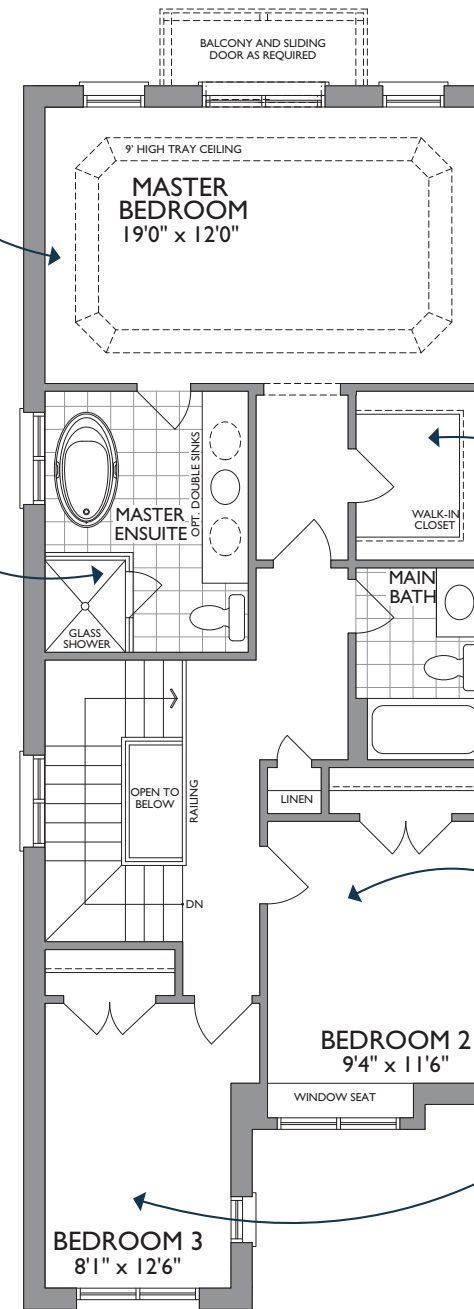 BALCONY AND SLIDING
DOOR AS REQUIRED
9' HIGH TRAY CEILING
MASTER
BEDROOM
19'0" x 12'0"
OPT. DOUBLE SINKS
MASTER
ENSUITE
WALK-IN
CLOSET
MAIN
BATH
GLASS
SHOWER
OPEN TO
BELOW
RAILING
LINEN
DN
BEDROOM 2
9'4" x 11'6"
WINDOW SEAT
BEDROOM 3
8'1" x 12'6"